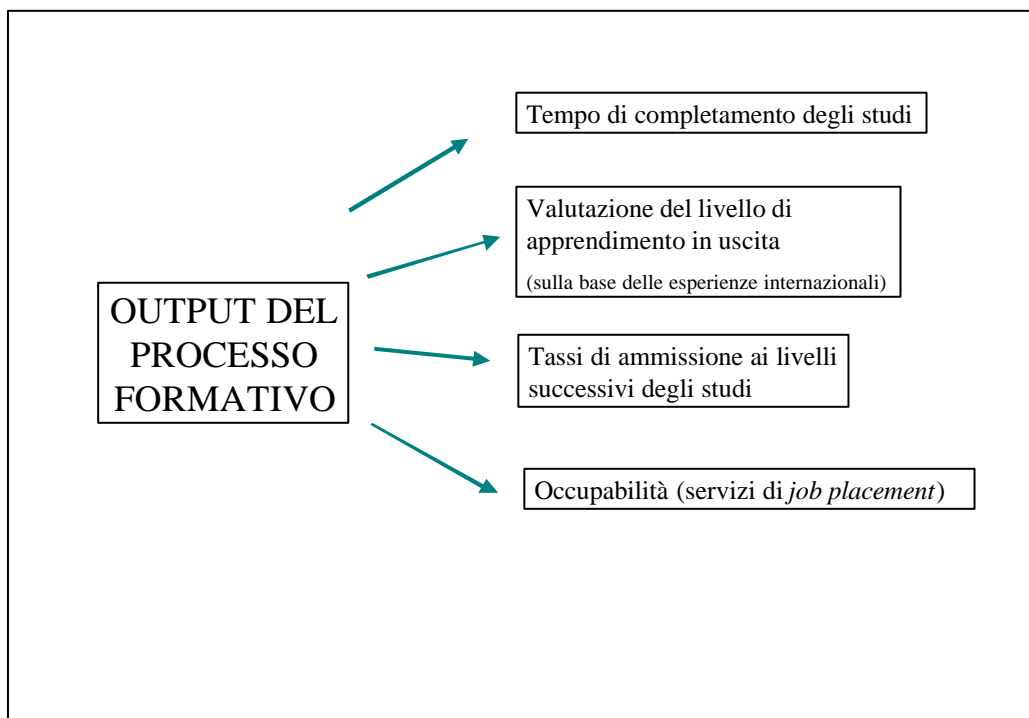 Tempo di completamento degli studi
Valutazione del livello di
apprendimento in uscita
(sulla base delle esperienze internazionali)
OUTPUT DEL
PROCESSO
FORMATIVO
Tassi di ammissione ai livelli
successivi degli studi
Occupabilità (servizi di job placement)